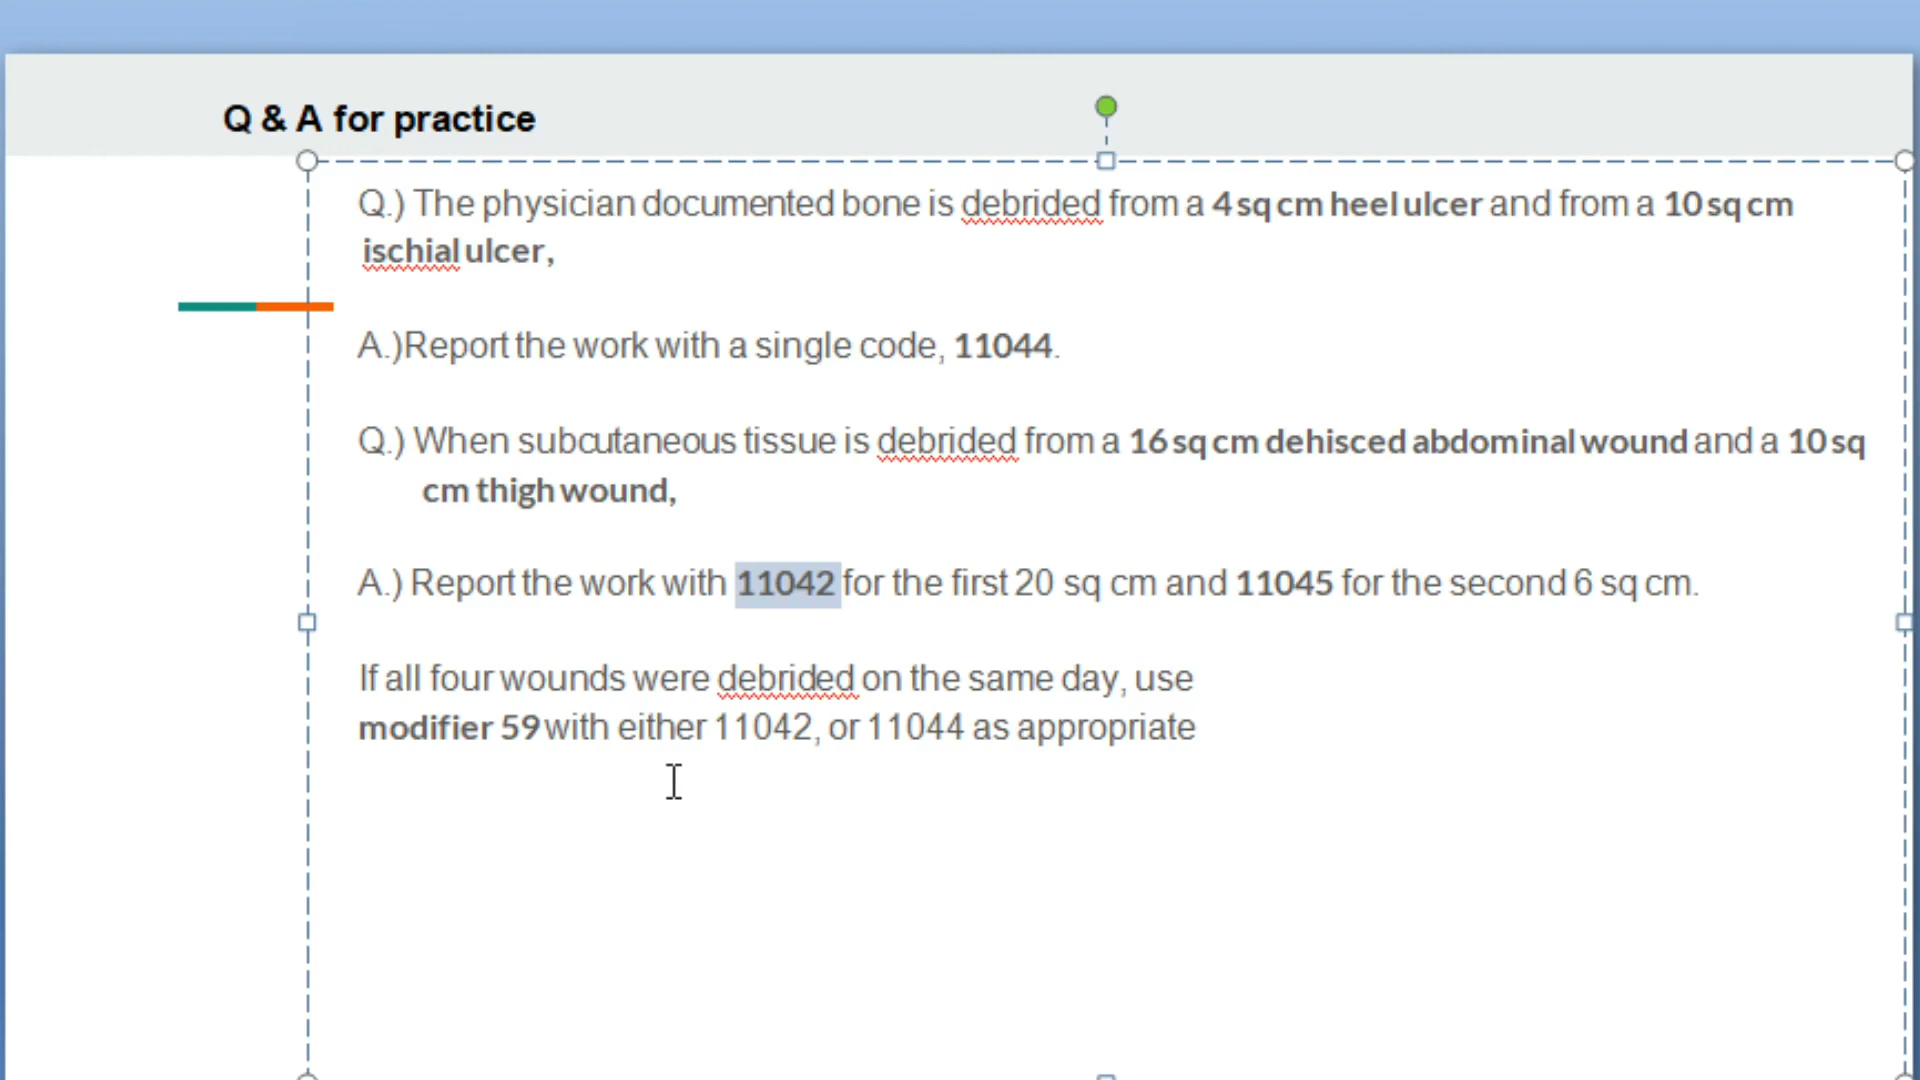 Q & A for practice
Q.) The physician documented bone is debrided from a 4 sq cm heel ulcer and from a 10 sq cm
ischial ulcer,
A.)Report the work with a single code, 11044.
Q.) When subcutaneous tissue is debrided from a 16 sq cm dehisced abdominal wound and a 10 sq
cm thigh wound,
A.) Report the work with 11042 for the first 20 sq cm and 11045 for the second 6 sq cm.
If all four wounds were debrided on the same day, use
modifier 59 with either 11042, or 11044 as appropriate